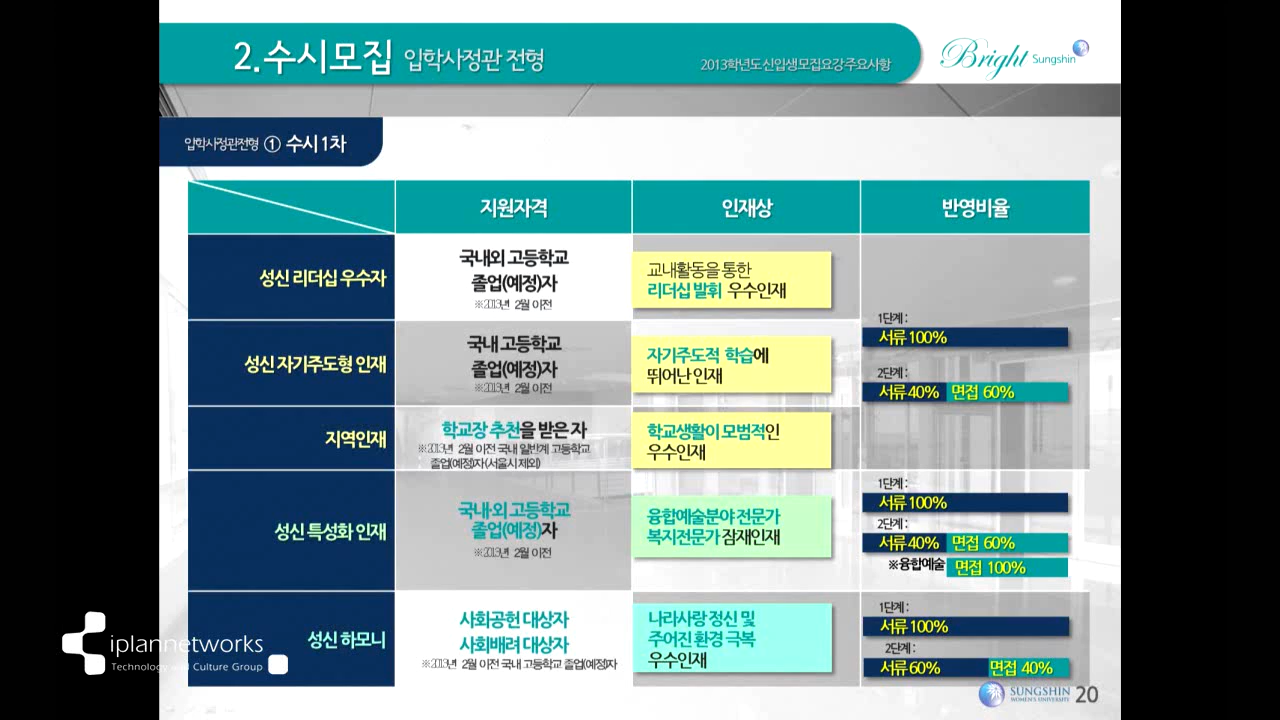 2. 수시모집 입학사정관 전형
2013학년도 신입생 모집요강 주요사항
Bright Sungshin
입학사정관전형 ① 수시 1차
지원자격
인재상
반영비율
성신 리더십 우수자
국내외 고등학교
졸업(예정)자
※2013년 2월 이전
교내활동을 통한
리더십 발휘 우수인재
1단계 :
서류 100%
2단계 :
서류 40% 면접 60%
성신 자기주도형 인재
국내 고등학교
졸업(예정)자
※2013년 2월 이전
자기주도적 학습에
뛰어난 인재
지역인재
학교장 추천을 받은 자
※2013년 2월 이전 국내 일반계 고등학교
졸업(예정)자 (서울시 제외)
학교생활이 모범적인
우수인재
성신 특성화 인재
국내·외 고등학교
졸업(예정)자
※2013년 2월 이전
융합예술분야 전문가
복지전문가 잠재인재
1단계 :
서류 100%
2단계 :
서류 40% 면접 60%
※융합예술 면접 100%
성신 하모니
사회공헌 대상자
사회배려 대상자
※2013년 2월 이전 국내 고등학교 졸업(예정)자
나라사랑 정신 및
주어진 환경 극복
우수인재
1단계 :
서류 100%
2단계 :
서류 60% 면접 40%
iplannetworks
Technology and Culture Group
SUNGSHIN
WOMEN'S UNIVERSITY
20